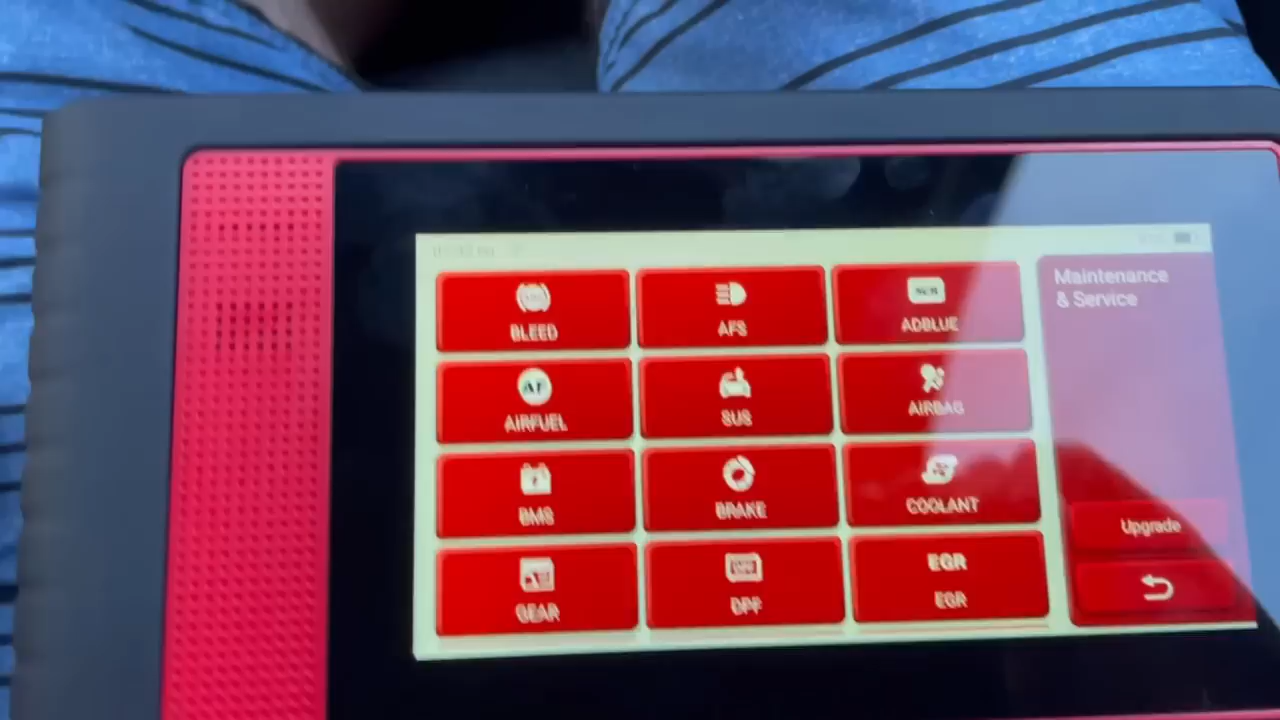 BLEED
AFS
ADBLUE
AIRFUEL
SUS
AIRBAG
BMS
BRAKE
COOLANT
GEAR
DPF
EGR
EGR
Maintenance
& Service
Upgrade